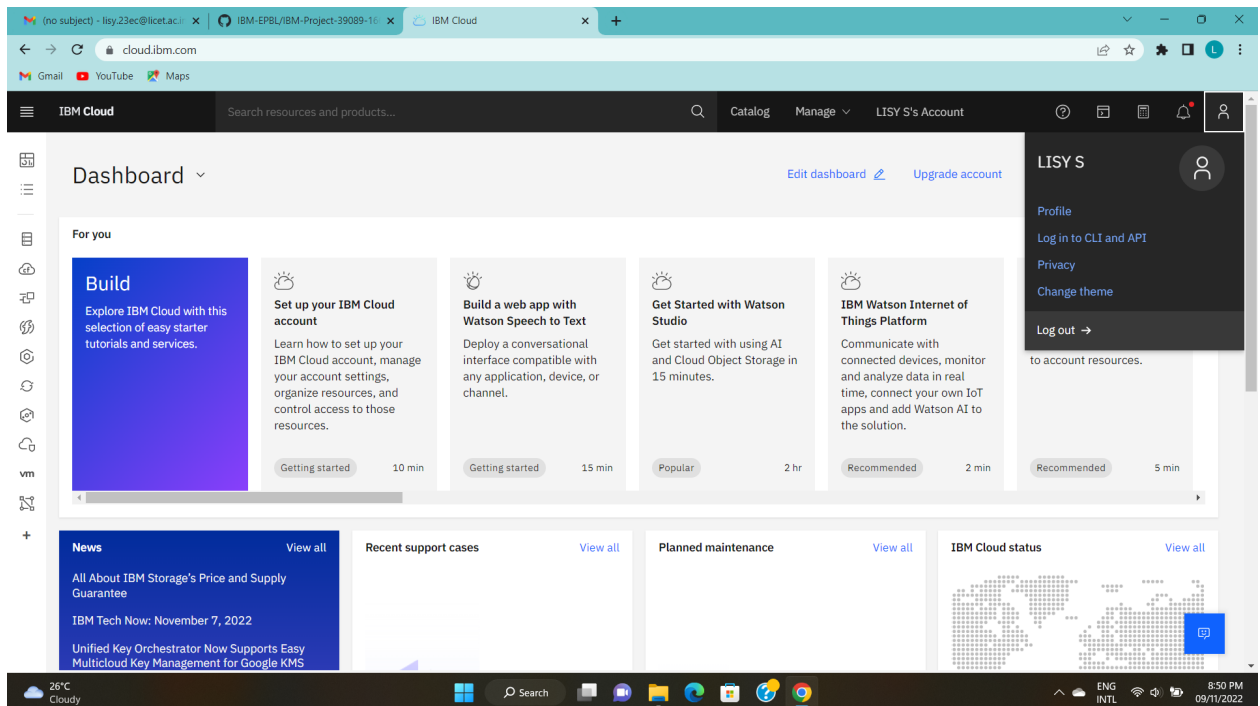 (no subject) - lisy.23ec@licet.ac.in
IBM-EPBL/IBM-Project-39089-16
IBM Cloud
cloud.ibm.com
L
Gmail
YouTube
Maps
IBM Cloud
Search resources and products...
Catalog
Manage
LISY S's Account
Dashboard
Edit dashboard
Upgrade account
LISY S
Profile
Log in to CLI and API
Privacy
Change theme
Log out →
For you
Build
Explore IBM Cloud with this
selection of easy starter
tutorials and services.
Set up your IBM Cloud
account
Learn how to set up your
IBM Cloud account, manage
your account settings,
organize resources, and
control access to those
resources.
Getting started
10 min
Build a web app with
Watson Speech to Text
Deploy a conversational
interface compatible with
any application, device, or
channel.
Getting started
15 min
Get Started with Watson
Studio
Get started with using AI
and Cloud Object Storage in
15 minutes.
Popular
2 hr
IBM Watson Internet of
Things Platform
Communicate with
connected devices, monitor
and analyze data in real
time, connect your own IoT
apps and add Watson AI to
the solution.
Recommended
2 min
to account resources.
Recommended
5 min
vm
News
View all
All About IBM Storage's Price and Supply
Guarantee
IBM Tech Now: November 7, 2022
Unified Key Orchestrator Now Supports Easy
Multicloud Key Management for Google KMS
Recent support cases
View all
Planned maintenance
View all
IBM Cloud status
View all
26°C
Cloudy
Search
ENG
INTL
8:50 PM
09/11/2022